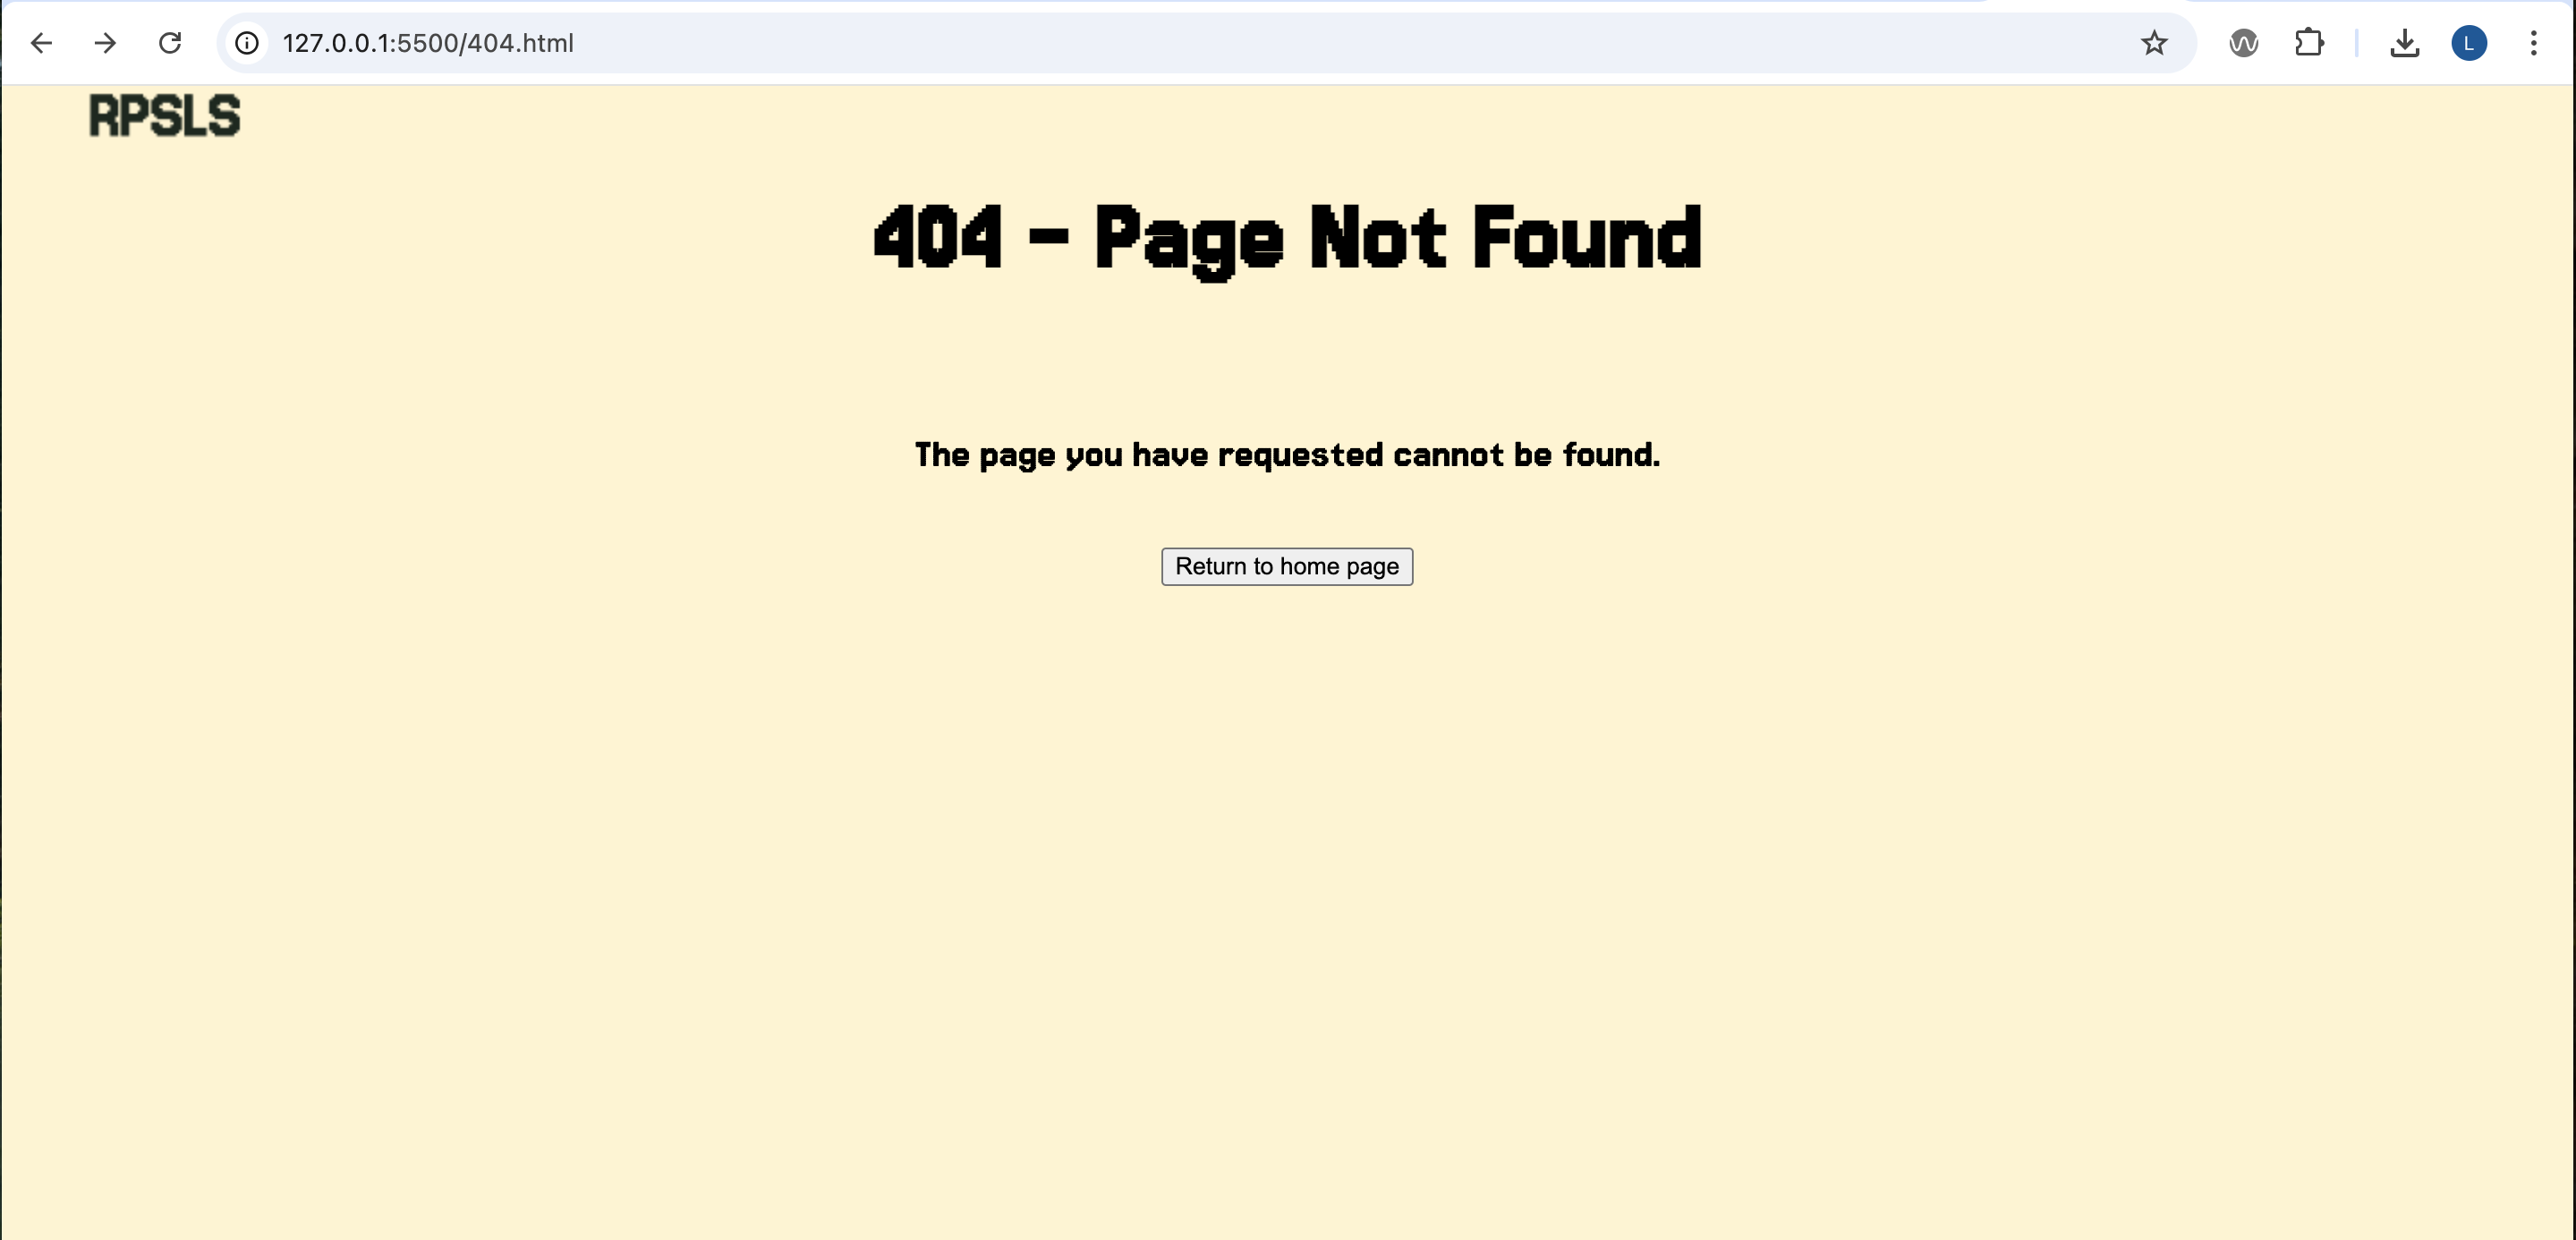 127.0.0.1:5500/404.html
L
RPSLS
404 - Page Not Found
The page you have requested cannot be found.
Return to home page